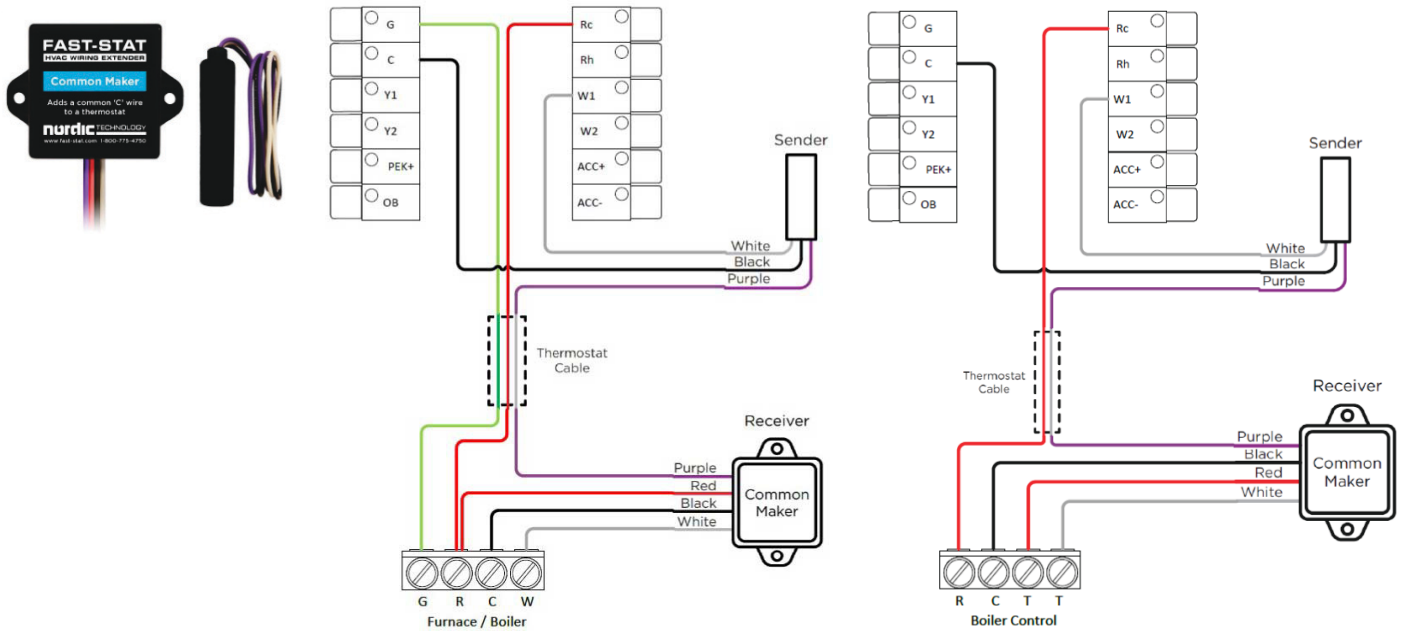 FAST-STAT
HVAC WIRING EXTENDER
Common Maker
Adds a common 'C' wire
to a thermostat
nordic TECHNOLOGY
www.fast-stat.com 1-800-775-4750
G
C
Y1
Y2
PEK+
OB
Rc
Rh
W1
W2
ACC+
ACC-
Sender
White
Black
Purple
Thermostat
Cable
Receiver
Purple
Red
Black
White
Common
Maker
G R C W
Furnace / Boiler
G
C
Y1
Y2
PEK+
OB
Rc
Rh
W1
W2
ACC+
ACC-
Sender
White
Black
Purple
Thermostat
Cable
Receiver
Purple
Black
Red
White
Common
Maker
R C T T
Boiler Control